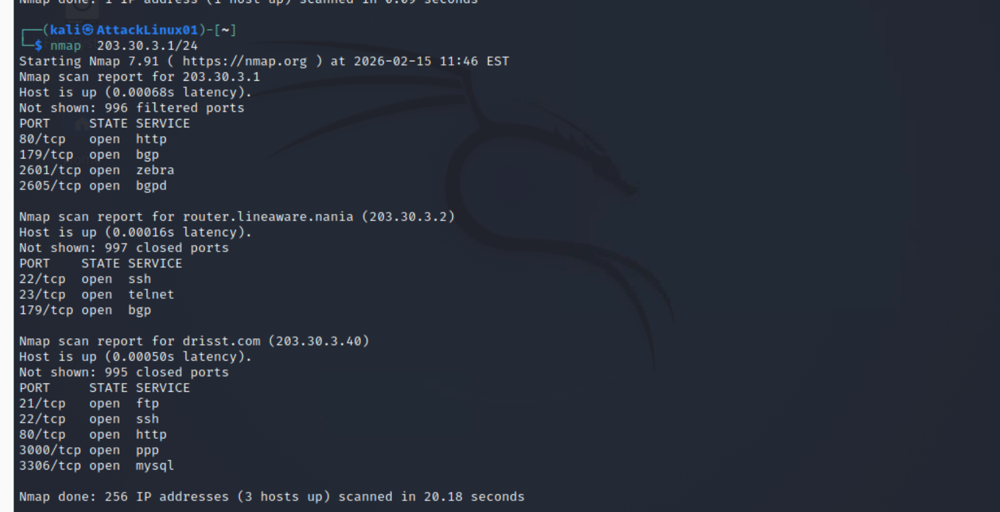 Nmap done: 1 IP address (1 host up) scanned in 0.09 seconds
(kali㉿AttackLinux01)-[~]
$ nmap  203.30.3.1/24
Starting Nmap 7.91 ( https://nmap.org ) at 2026-02-15 11:46 EST
Nmap scan report for 203.30.3.1
Host is up (0.00068s latency).
Not shown: 996 filtered ports
PORT     STATE SERVICE
80/tcp   open  http
179/tcp  open  bgp
2601/tcp open  zebra
2605/tcp open  bgpd
Nmap scan report for router.lineaware.nania (203.30.3.2)
Host is up (0.00016s latency).
Not shown: 997 closed ports
PORT    STATE SERVICE
22/tcp  open  ssh
23/tcp  open  telnet
179/tcp open  bgp
Nmap scan report for drisst.com (203.30.3.40)
Host is up (0.00050s latency).
Not shown: 995 closed ports
PORT     STATE SERVICE
21/tcp   open  ftp
22/tcp   open  ssh
80/tcp   open  http
3000/tcp open  ppp
3306/tcp open  mysql
Nmap done: 256 IP addresses (3 hosts up) scanned in 20.18 seconds